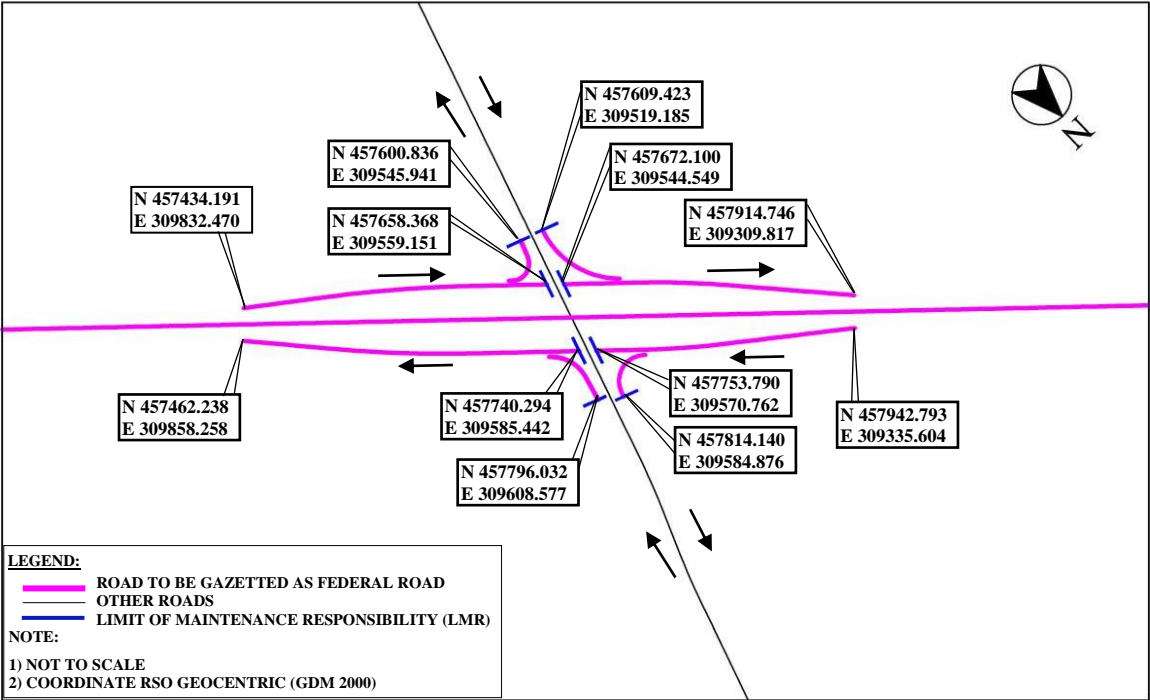 N 457609.423
E 309519.185
N
N 457600.836
E 309545.941
N 457672.100
E 309544.549
N 457434.191
E 309832.470
N 457658.368
E 309559.151
N 457914.746
E 309309.817
N 457462.238
E 309858.258
N 457740.294
E 309585.442
N 457753.790
E 309570.762
N 457942.793
E 309335.604
N 457814.140
E 309584.876
N 457796.032
E 309608.577
LEGEND:
ROAD TO BE GAZETTED AS FEDERAL ROAD
OTHER ROADS
LIMIT OF MAINTENANCE RESPONSIBILITY (LMR)
NOTE:
1) NOT TO SCALE
2) COORDINATE RSO GEOCENTRIC (GDM 2000)